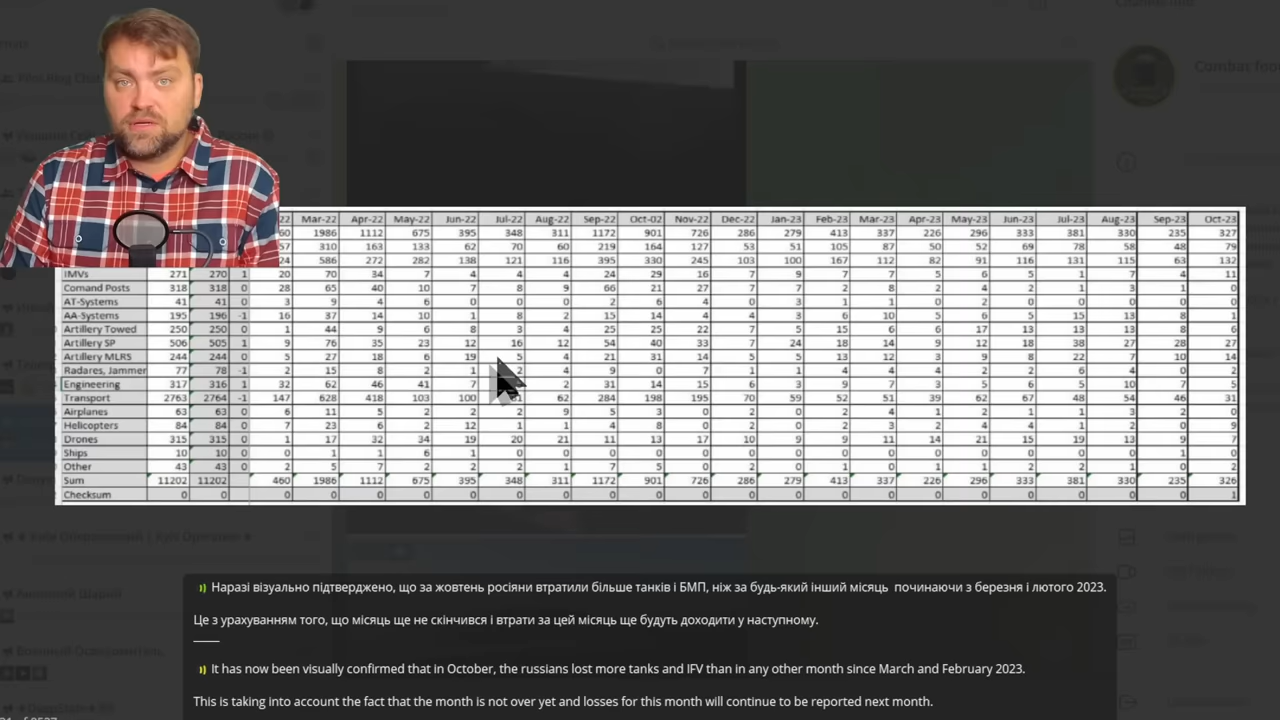 22 Mar-22 Apr-22 May-22 Jun-22 Jul-22 Aug-22 Sep-22 Oct-02 Nov-22 Dec-22 Jan-23 Feb-23 Mar-23 Apr-23 May-23 Jun-23 Jul-23 Aug-23 Sep-23 Oct-23
60 1986 1112 675 395 348 311 1172 901 726 286 279 413 337 226 296 333 381 330 235 327
57 310 163 133 62 70 60 219 164 127 53 51 105 87 50 52 69 78 58 48 79
24 586 272 282 138 121 116 395 330 245 103 100 167 112 82 91 116 131 115 63 132
IMVs 271 270 1 20 70 34 7 4 4 4 24 29 16 7 9 7 7 5 6 5 1 7 4 11
Comand Posts 318 318 0 28 65 40 10 7 8 9 66 21 27 7 7 2 8 2 4 2 1 3 1 0
AT-Systems 41 41 0 3 9 4 6 0 0 0 2 6 4 0 3 1 1 0 2 0 0 0 0 0
AA-Systems 195 196 -1 16 37 14 10 1 8 2 15 14 4 4 3 6 10 5 6 5 15 13 8 1
Artillery Towed 250 250 0 1 44 9 6 8 3 4 25 25 22 7 5 15 6 6 17 13 13 13 8 6
Artillery SP 506 505 1 9 76 35 23 12 16 12 54 40 33 7 24 18 14 9 12 18 38 13 28 27
Artillery MLRS 244 244 0 5 27 18 6 19 5 4 21 31 14 5 5 13 12 3 9 8 22 7 10 14
Radares, Jammer 77 78 -1 2 15 8 2 1 2 4 9 0 7 1 1 4 4 4 2 2 6 4 0 2
Engineering 317 316 1 32 62 46 41 7 2 31 14 15 6 3 9 7 3 5 6 5 10 7 5
Transport 2763 2764 -1 147 628 418 103 100 62 284 198 195 70 59 52 51 39 62 67 48 54 46 31
Airplanes 63 63 0 6 11 5 2 2 2 9 5 3 0 2 0 2 4 1 2 1 1 3 2 0
Helicopters 84 84 0 7 23 6 2 12 1 1 4 8 0 2 0 2 3 2 4 4 1 2 0 9
Drones 315 315 0 1 17 32 34 19 20 21 11 13 17 10 9 9 11 14 21 15 19 13 9 7
Ships 10 10 0 0 1 1 6 1 0 0 0 0 0 0 0 0 0 0 0 0 0 0 1 0
Other 43 43 0 2 5 7 2 2 2 1 7 5 0 2 0 1 0 1 1 2 2 1 0 2
Sum 11202 11202 460 1986 1112 675 395 348 311 1172 901 726 286 279 413 337 226 296 333 381 330 235 326
Checksum 0 0 0 0 0 0 0 0 0 0 0 0 0 0 0 0 0 0 0 0 0 0 1
Наразі візуально підтверджено, що за жовтень росіяни втратили більше танків і БМП, ніж за будь-який інший місяць починаючи з березня і лютого 2023.
Це з урахуванням того, що місяць ще не скінчився і втрати за цей місяць ще будуть доходити у наступному.
It has now been visually confirmed that in October, the russians lost more tanks and IFV than in any other month since March and February 2023.
This is taking into account the fact that the month is not over yet and losses for this month will continue to be reported next month.